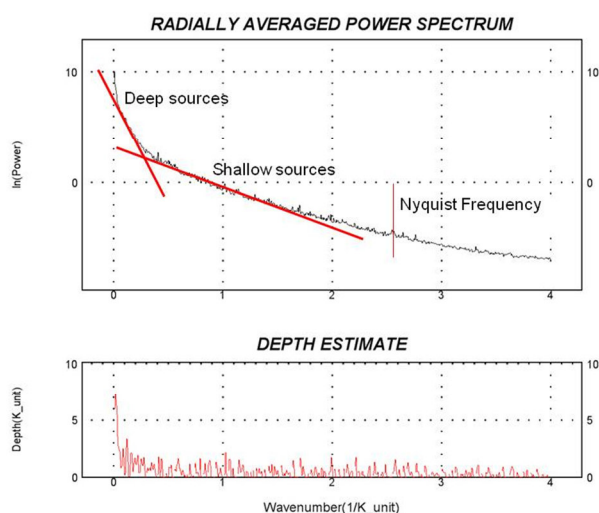 RADIALLY AVERAGED POWER SPECTRUM
10
10
Deep sources
ln(Power)
Shallow sources
0
0
Nyquist Frequency
0
1
2
3
4
DEPTH ESTIMATE
10
10
Depth(K_unt)
5
5
0
0
0
1
2
3
4
Wavenumber(1/K_unit)